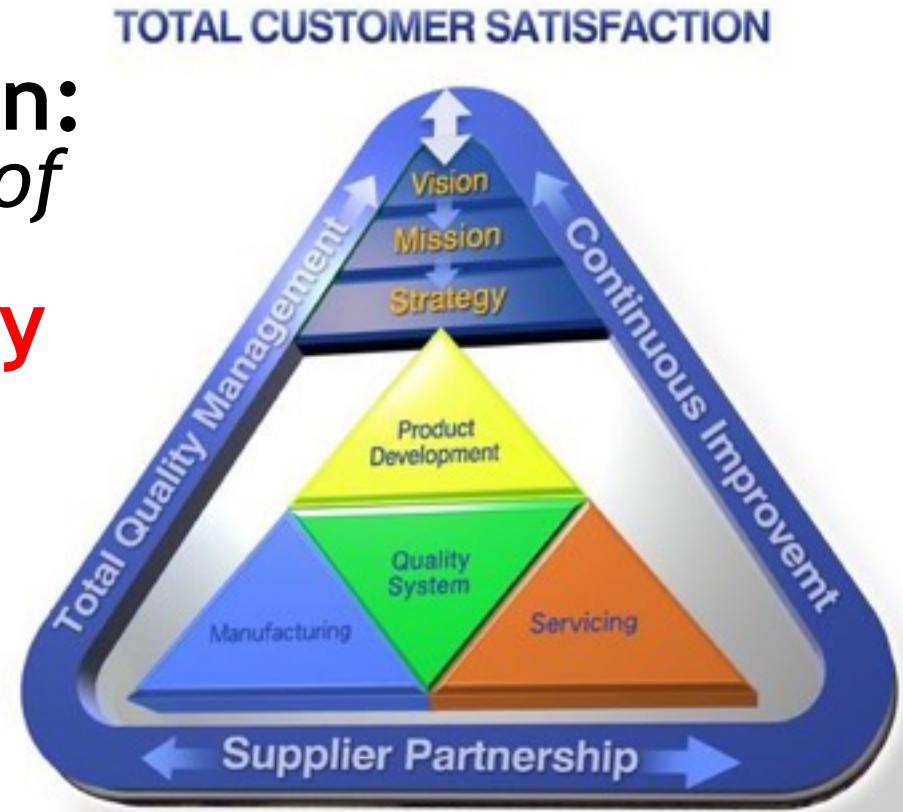 TOTAL CUSTOMER SATISFACTION
n:
of
y
Vision
Mission
Strategy
Total Quality Management
Continuous Improvemt
Product
Development
Quality
System
Manufacturing
Servicing
Supplier Partnership